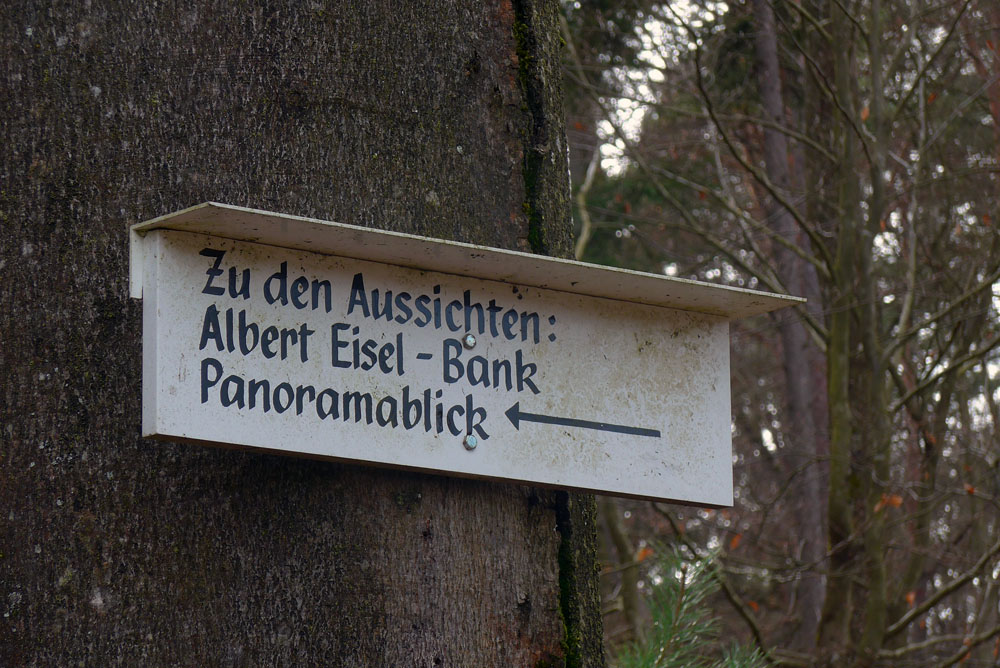 Zu den Aussichten:
Albert Eisel - Bank
Panoramablick